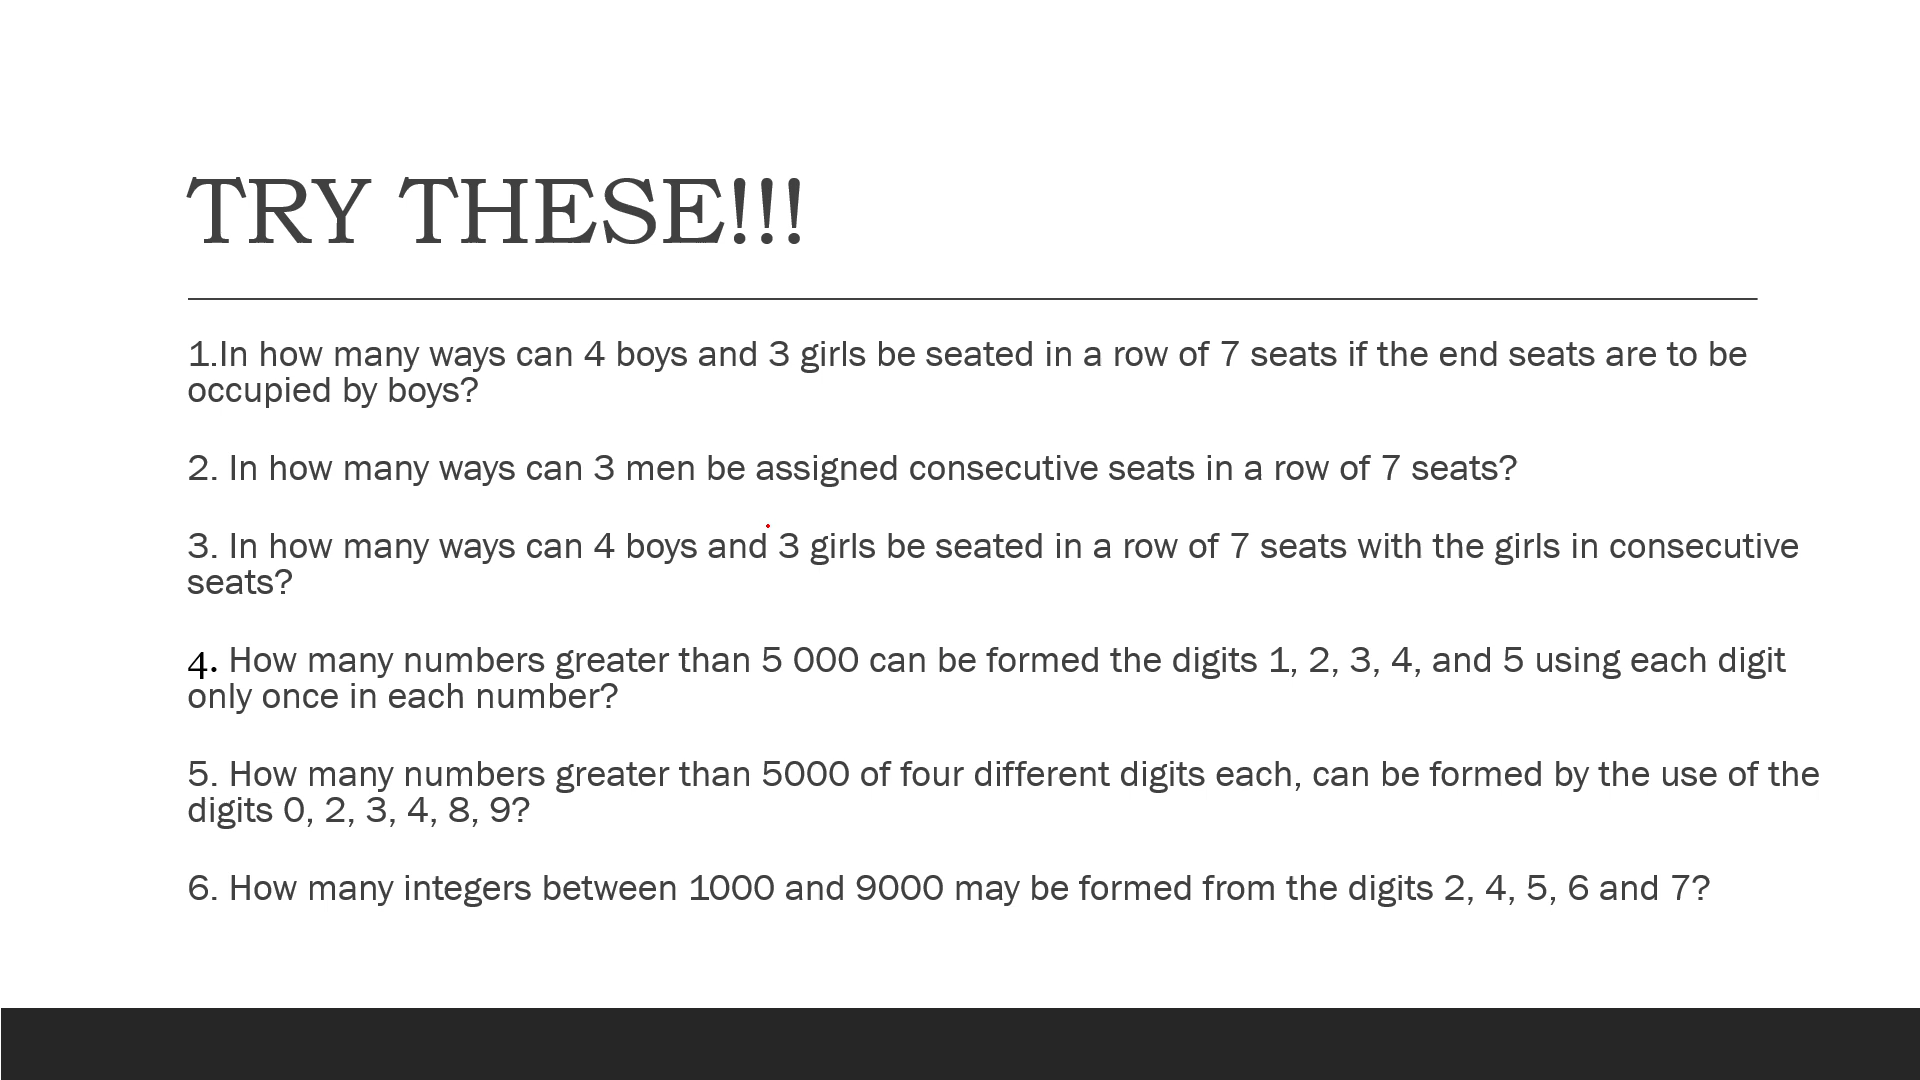 TRY THESE!!!
1.In how many ways can 4 boys and 3 girls be seated in a row of 7 seats if the end seats are to be
occupied by boys?
2. In how many ways can 3 men be assigned consecutive seats in a row of 7 seats?
3. In how many ways can 4 boys and 3 girls be seated in a row of 7 seats with the girls in consecutive
seats?
4. How many numbers greater than 5 000 can be formed the digits 1, 2, 3, 4, and 5 using each digit
only once in each number?
5. How many numbers greater than 5000 of four different digits each, can be formed by the use of the
digits 0, 2, 3, 4, 8, 9?
6. How many integers between 1000 and 9000 may be formed from the digits 2, 4, 5, 6 and 7?